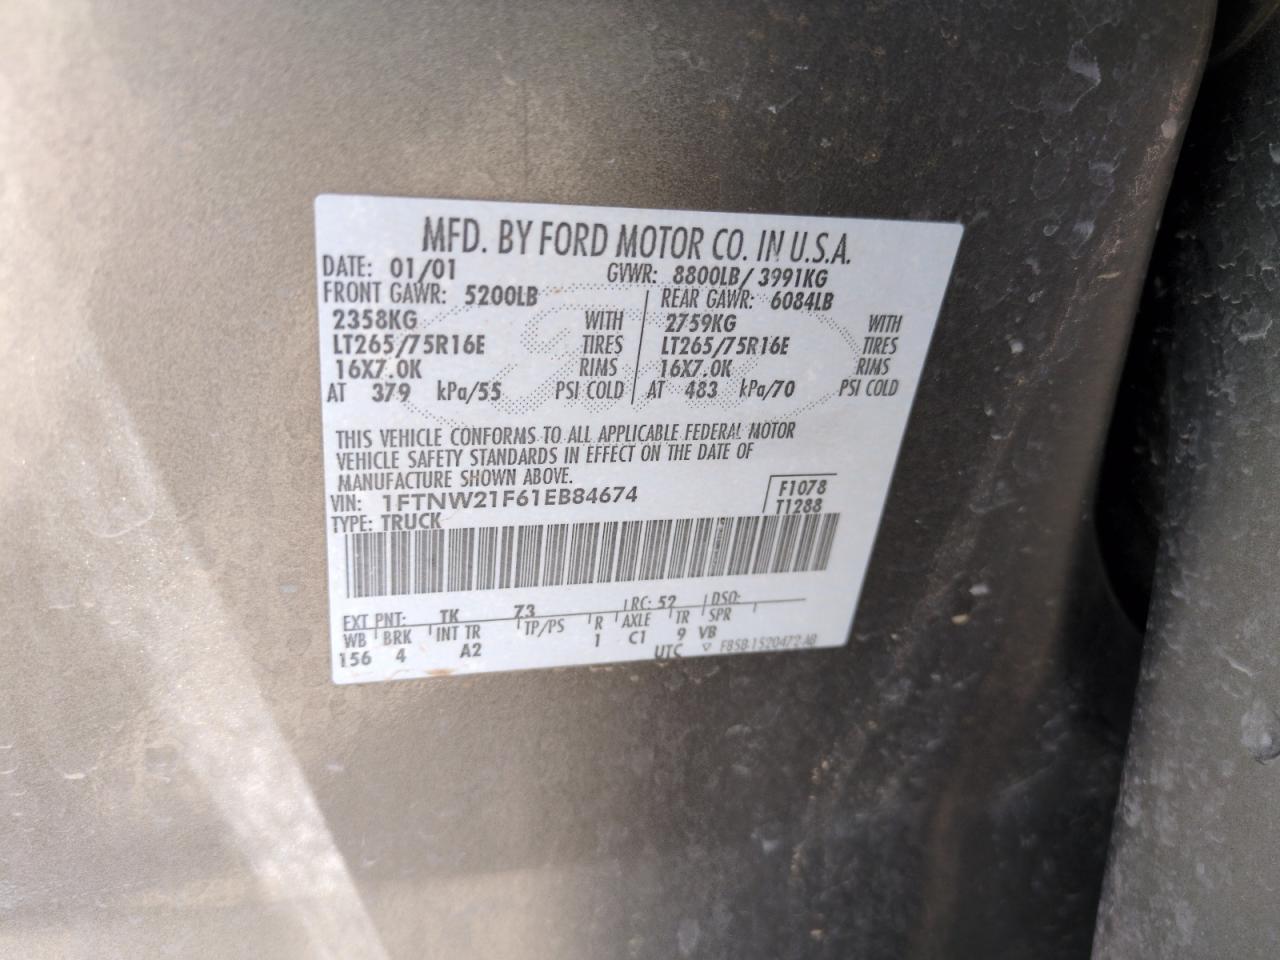 MFD. BY FORD MOTOR CO. IN U.S.A.
DATE: 01/01 GVWR: 8800LB/ 3991KG
FRONT GAWR: 5200LB REAR GAWR: 6084LB
2358KG WITH 2759KG WITH
LT265/75R16E TIRES LT265/75R16E TIRES
16X7.0K RIMS 16X7.0K RIMS
AT 379 kPa/55 PSI COLD AT 483 kPa/70 PSI COLD
THIS VEHICLE CONFORMS TO ALL APPLICABLE FEDERAL MOTOR
VEHICLE SAFETY STANDARDS IN EFFECT ON THE DATE OF
MANUFACTURE SHOWN ABOVE.
VIN: 1FTNW21F61EB84674 F1078
TYPE: TRUCK T1288
EXT PNT: TK Z3 RC: 52 DSO:
WB BRK INT TR TP/PS R AXLE TR SPR
156 4 A2 1 C1 9 VB
UTC ▽ F85B-1520472-AB